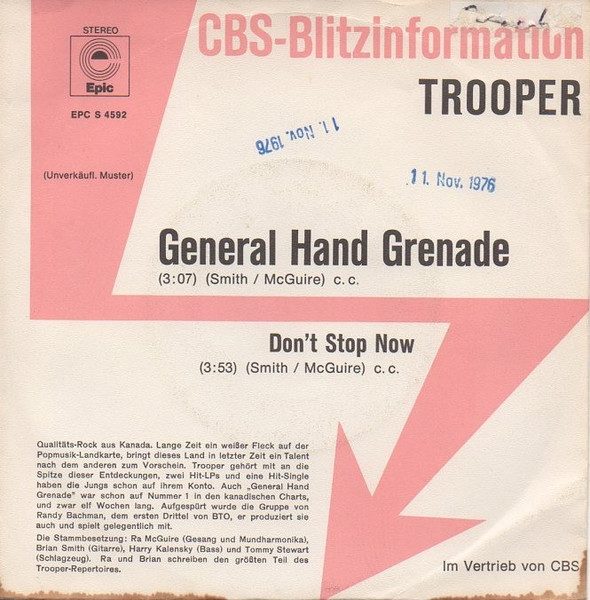 STEREO
CBS-Blitzinformation
Epic
TROOPER
EPC S 4592
11. Nov. 1976
(Unverkäufl. Muster)
11. Nov. 1976
General Hand Grenade
(3:07) (Smith / McGuire) c. c.
Don't Stop Now
(3:53) (Smith / McGuire) c. c.
Qualitäts-Rock aus Kanada. Lange Zeit ein weißer Fleck auf der
Popmusik-Landkarte, bringt dieses Land in letzter Zeit ein Talent
nach dem anderen zum Vorschein. Trooper gehört mit an die
Spitze dieser Entdeckungen, zwei Hit-LPs und eine Hit-Single
haben die Jungs schon auf ihrem Konto. Auch „General Hand
Grenade" war schon auf Nummer 1 in den kanadischen Charts,
und zwar elf Wochen lang. Aufgespürt wurde die Gruppe von
Randy Bachman, dem ersten Drittel von BTO, er produziert sie
auch und spielt gelegentlich mit.
Die Stammbesetzung: Ra McGuire (Gesang und Mundharmonika),
Brian Smith (Gitarre), Harry Kalensky (Bass) und Tommy Stewart
(Schlagzeug). Ra und Brian schreiben den größten Teil des
Trooper-Repertoires.
Im Vertrieb von CBS